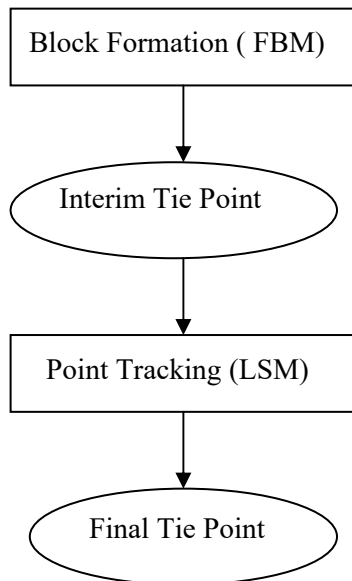 Block Formation ( FBM)
Interim Tie Point
Point Tracking (LSM)
Final Tie Point